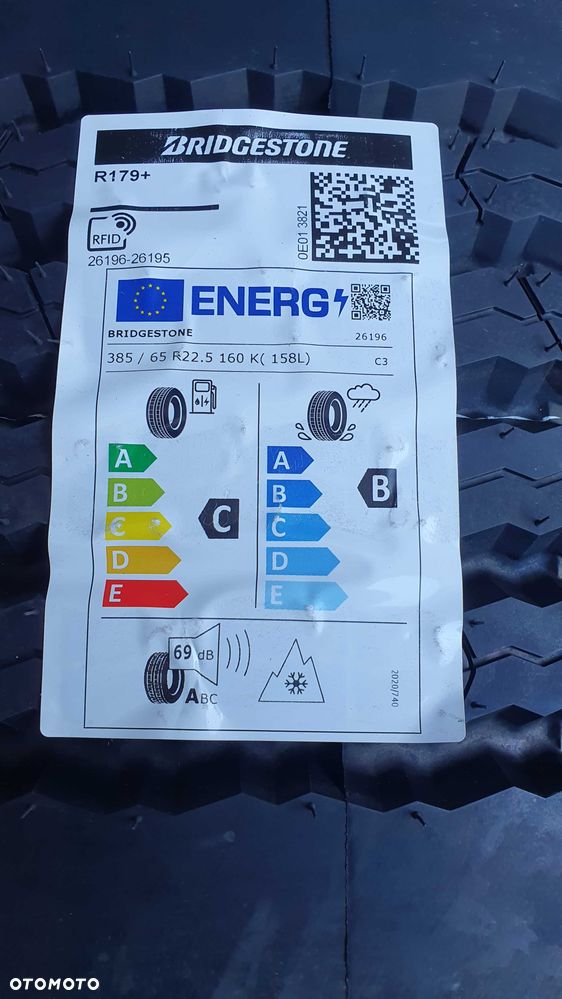 BRIDGESTONE
R179+
RFID
26196-26195
0E01 3821
ENERG
BRIDGESTONE
26196
385 / 65 R22.5 160 K( 158L)
C3
A
B
C
D
E
C
A
B
C
D
E
B
69 dB
ABC
2020/740
OTOMOTO